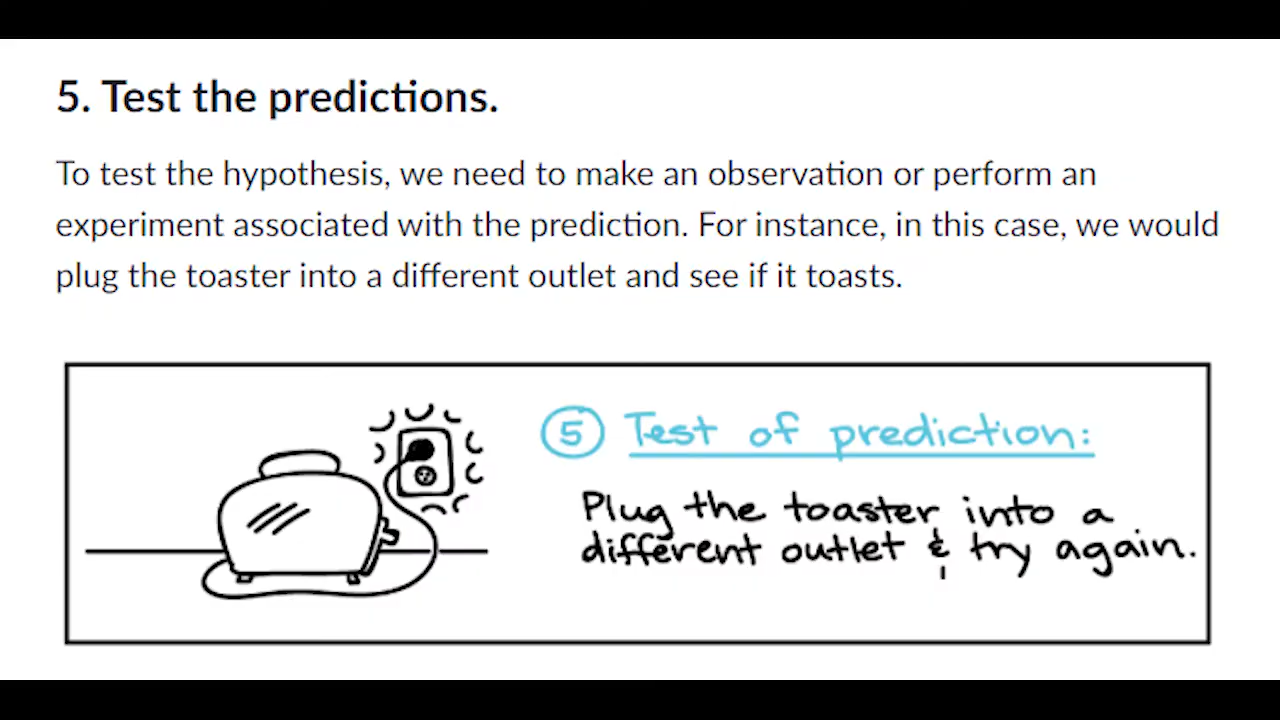 5. Test the predictions.
To test the hypothesis, we need to make an observation or perform an
experiment associated with the prediction. For instance, in this case, we would
plug the toaster into a different outlet and see if it toasts.
5 Test of prediction:
Plug the toaster into a
different outlet & try again.